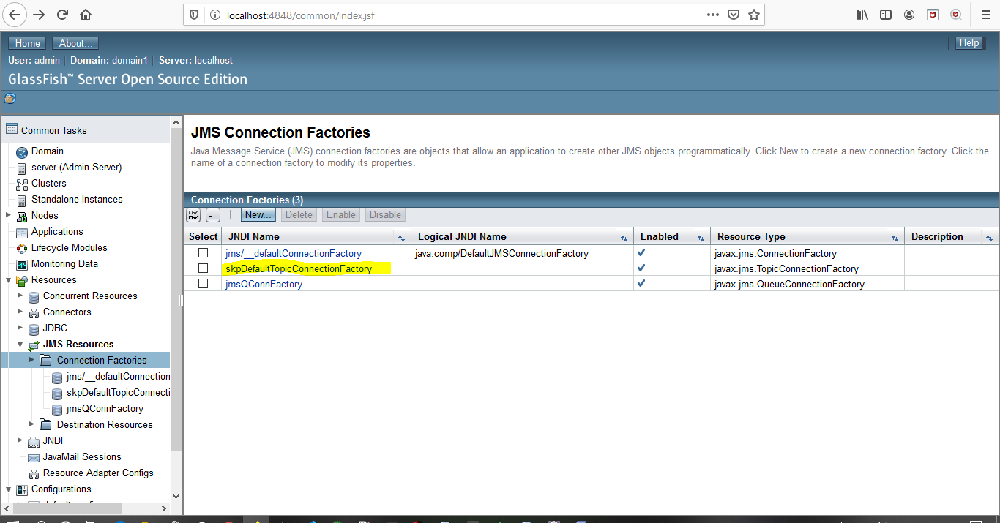 localhost:4848/common/index.jsf
Home About... Help
User: admin Domain: domain1 Server: localhost
GlassFish™ Server Open Source Edition
Common Tasks
Domain
server (Admin Server)
Clusters
Standalone Instances
Nodes
Applications
Lifecycle Modules
Monitoring Data
Resources
Concurrent Resources
Connectors
JDBC
JMS Resources
Connection Factories
jms/__defaultConnection
skpDefaultTopicConnecti
jmsQConnFactory
Destination Resources
JNDI
JavaMail Sessions
Resource Adapter Configs
Configurations
JMS Connection Factories
Java Message Service (JMS) connection factories are objects that allow an application to create other JMS objects programmatically. Click New to create a new connection factory. Click the
name of a connection factory to modify its properties.
Connection Factories (3)
New... Delete Enable Disable
Select JNDI Name Logical JNDI Name Enabled Resource Type Description
jms/__defaultConnectionFactory java:comp/DefaultJMSConnectionFactory javax.jms.ConnectionFactory
skpDefaultTopicConnectionFactory javax.jms.TopicConnectionFactory
jmsQConnFactory javax.jms.QueueConnectionFactory